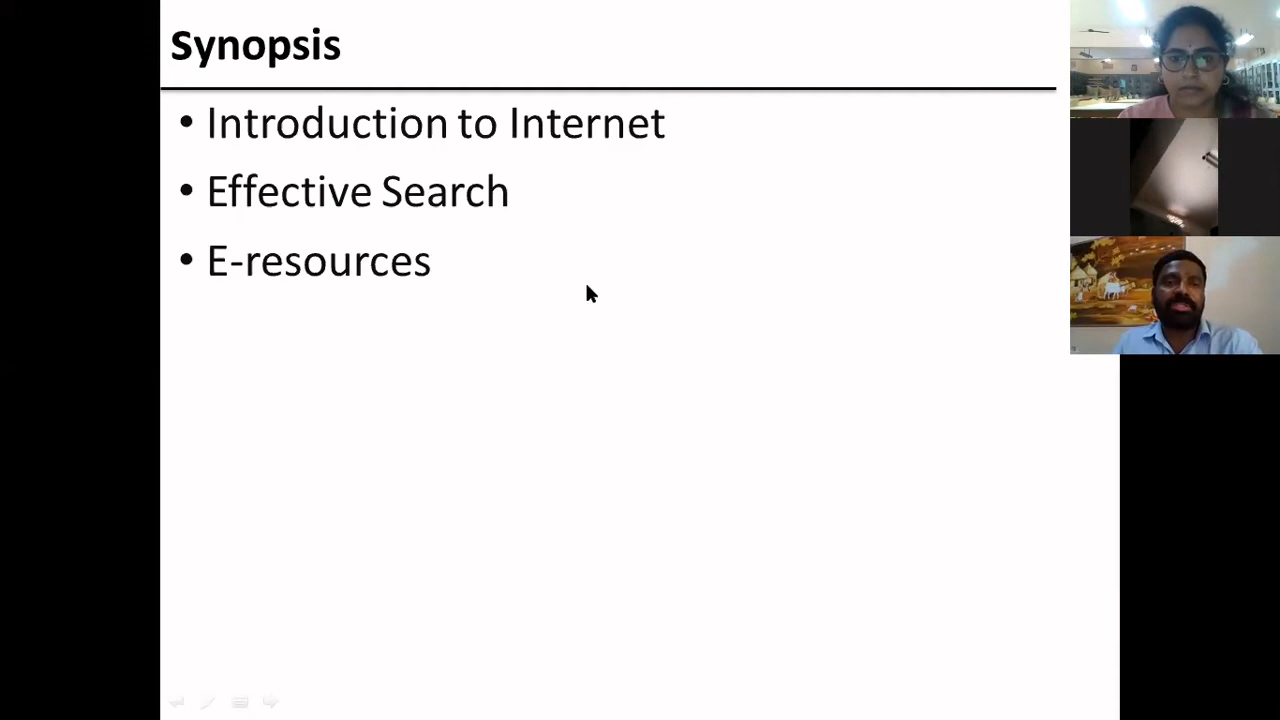 Synopsis
• Introduction to Internet
• Effective Search
• E-resources